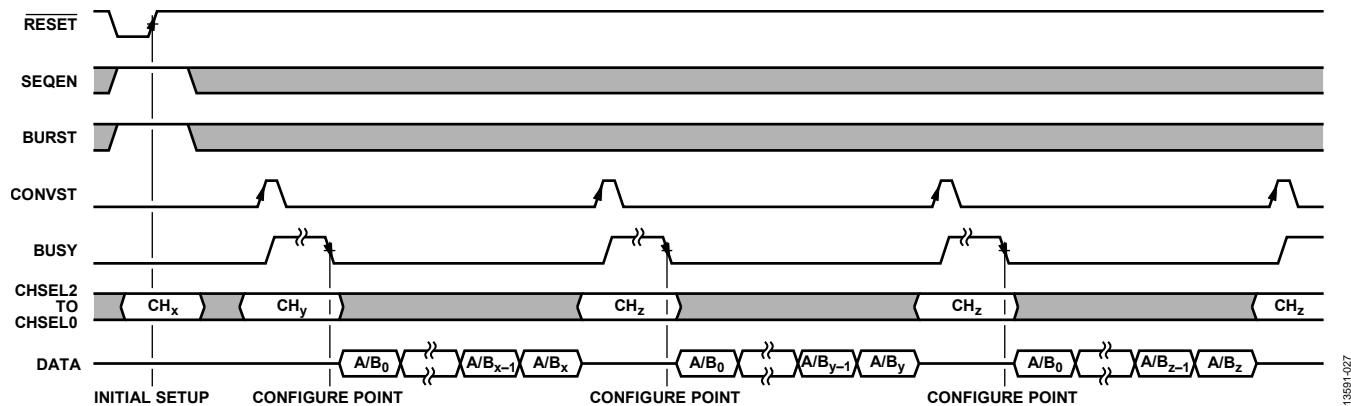 RESET
SEQEN
BURST
CONVST
BUSY
CHSEL2
TO
CHSEL0
CHx CHy CHz CHz CHz
DATA
A/B0 A/Bx–1 A/Bx A/B0 A/By–1 A/By A/B0 A/Bz–1 A/Bz
INITIAL SETUP CONFIGURE POINT CONFIGURE POINT CONFIGURE POINT
13591-027